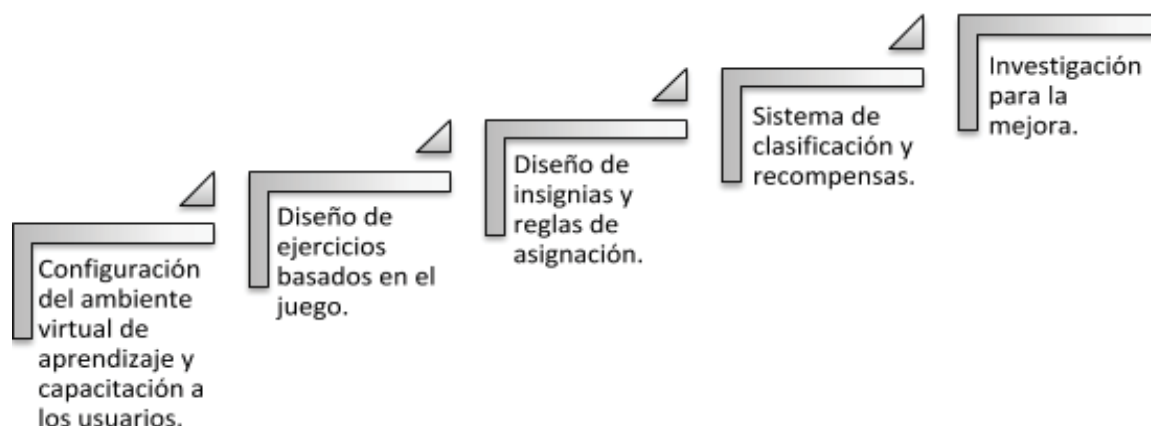 Configuración
del ambiente
virtual de
aprendizaje y
capacitación a
los usuarios.
Diseño de
ejercicios
basados en el
juego.
Diseño de
insignias y
reglas de
asignación.
Sistema de
clasificación y
recompensas.
Investigación
para la
mejora.